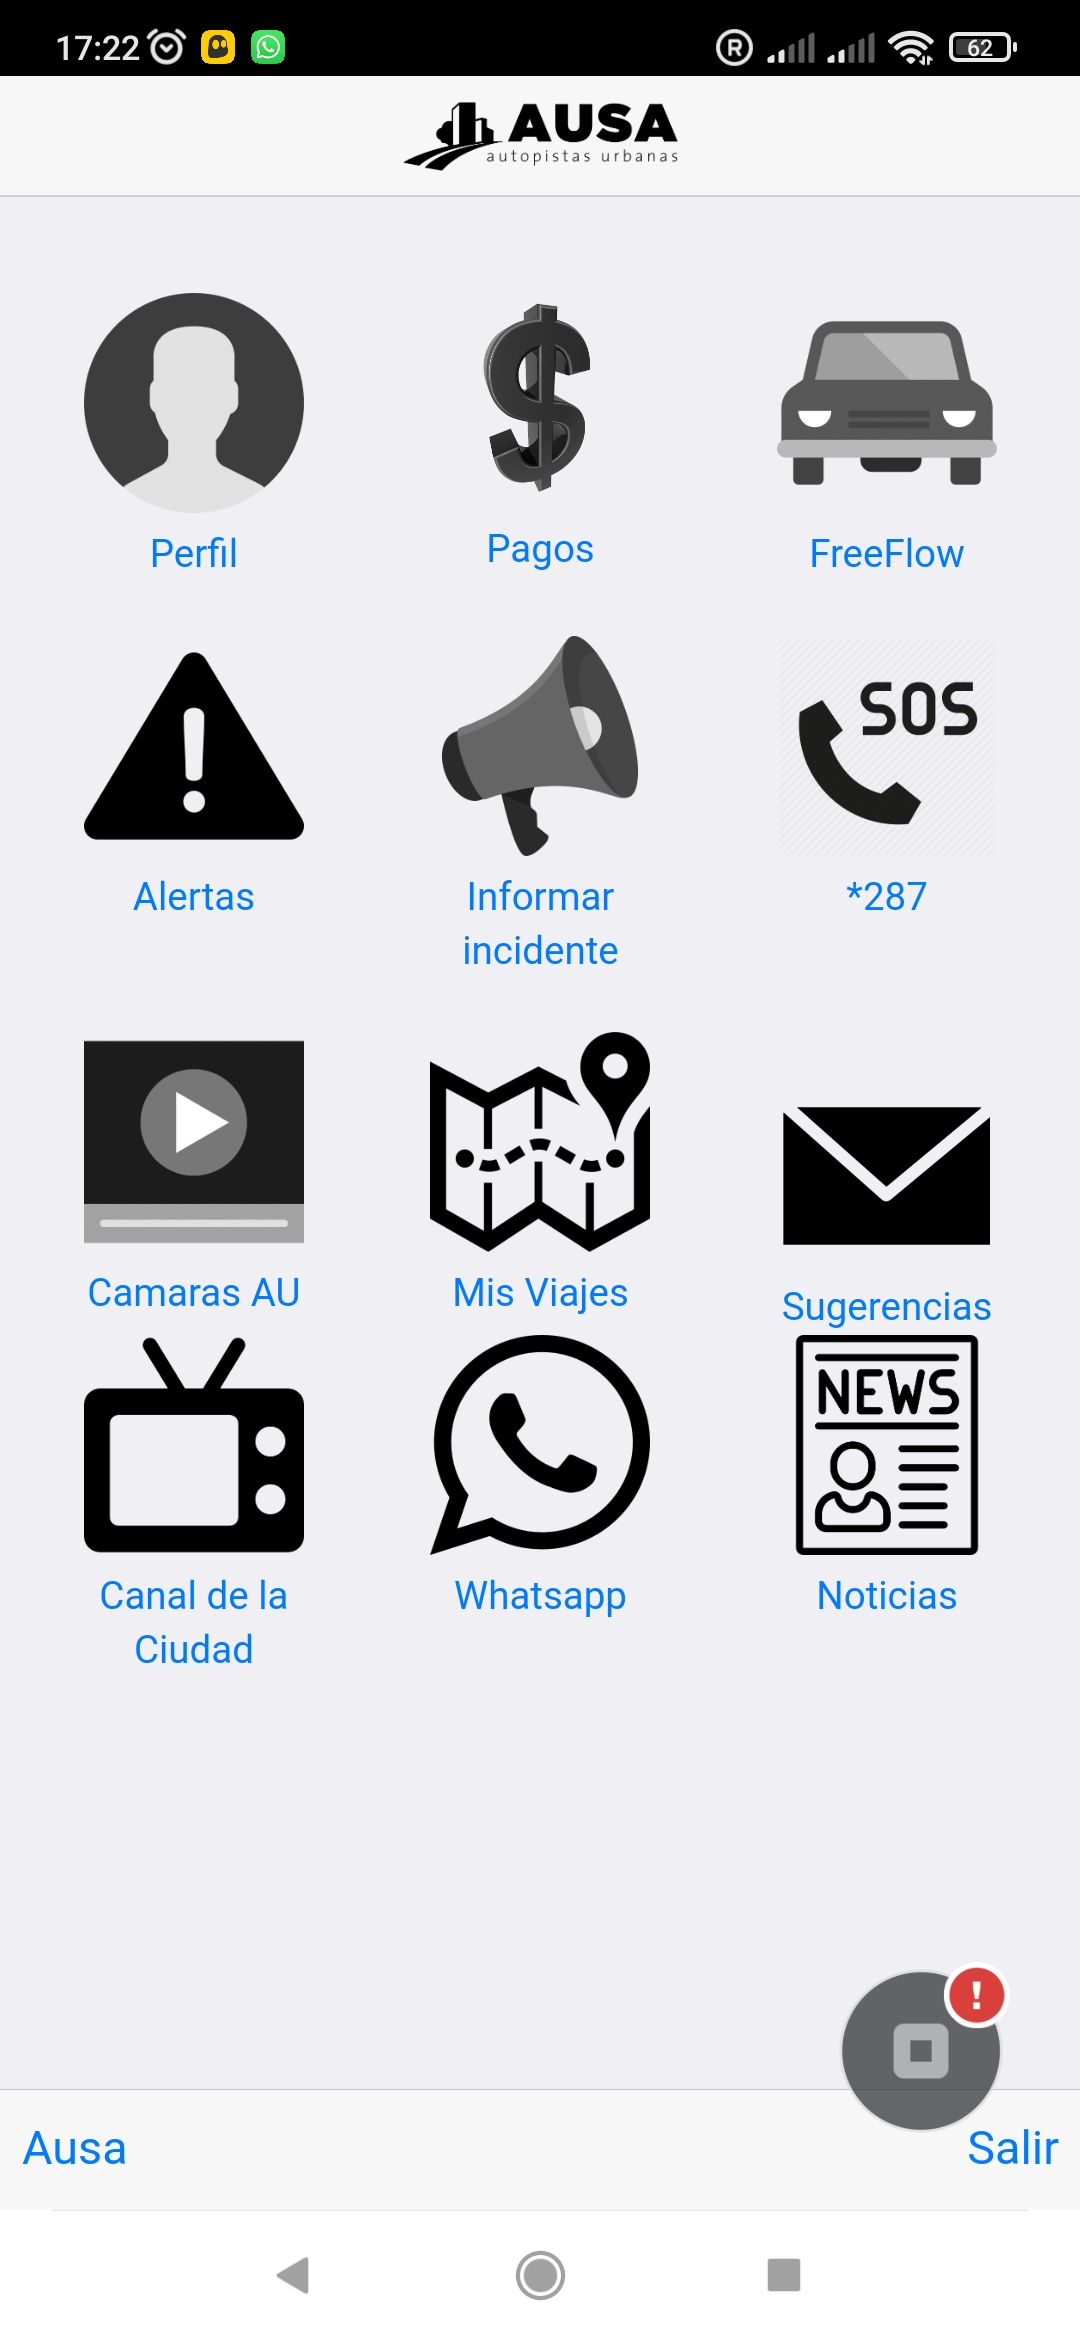 17:22
R
62
AUSA
autopistas urbanas
Perfil
Pagos
FreeFlow
SOS
Alertas
Informar
incidente
*287
Camaras AU
Mis Viajes
Sugerencias
NEWS
Canal de la
Ciudad
Whatsapp
Noticias
!
Ausa
Salir